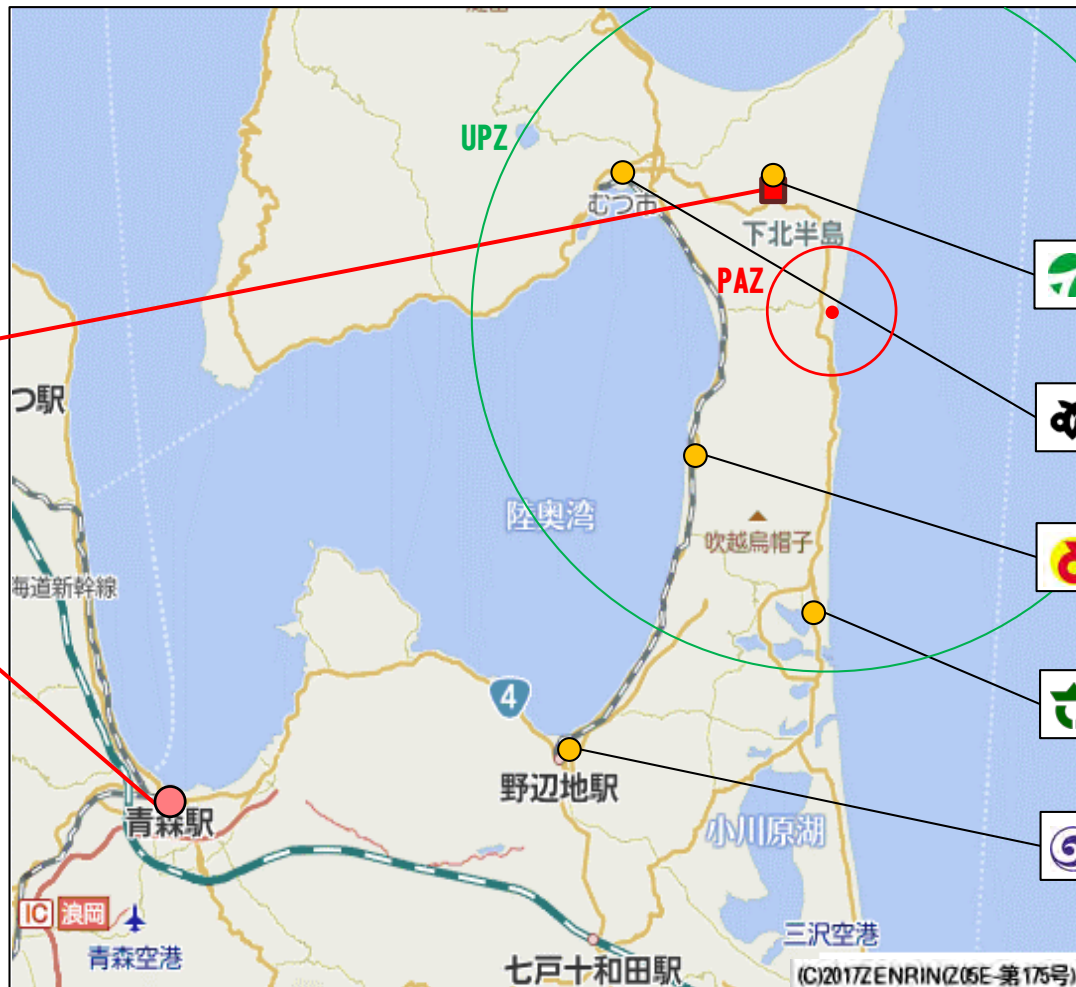 UPZ
むつ市
下北半島
PAZ
つ駅
陸奥湾
吹越烏帽子
海道新幹線
4
野辺地駅
青森駅
小川原湖
IC 浪岡
青森空港
三沢空港
七戸十和田駅
(C)2017ZENRIN(Z05E-第175号)